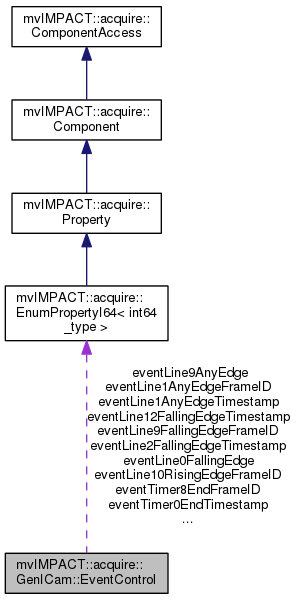 mvIMPACT::acquire::
ComponentAccess
mvIMPACT::acquire::
Component
mvIMPACT::acquire::
Property
mvIMPACT::acquire::
EnumPropertyI64< int64
_type >
eventLine9AnyEdge
eventLine1AnyEdgeFrameID
eventLine1AnyEdgeTimestamp
eventLine12FallingEdgeTimestamp
eventLine9FallingEdgeFrameID
eventLine2FallingEdgeTimestamp
eventLine0FallingEdge
eventLine10RisingEdgeFrameID
eventTimer8EndFrameID
eventTimer0EndTimestamp
...
mvIMPACT::acquire::
GenICam::EventControl